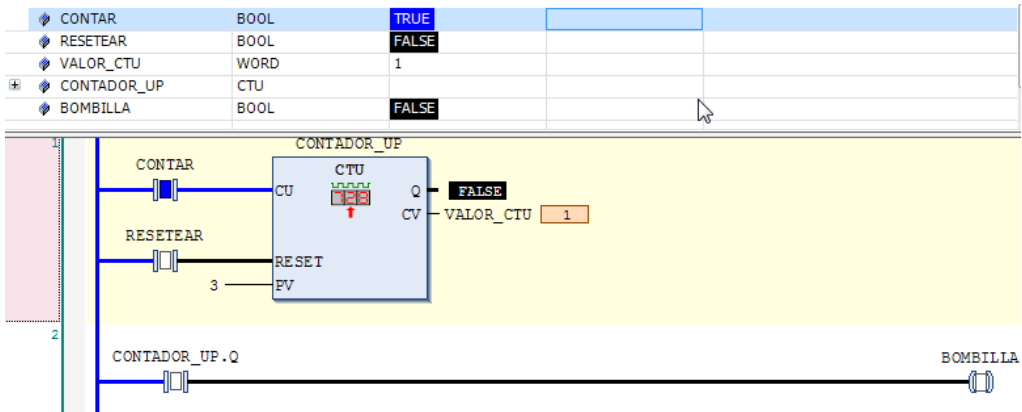 CONTAR BOOL TRUE
RESETEAR BOOL FALSE
VALOR_CTU WORD 1
CONTADOR_UP CTU
BOMBILLA BOOL FALSE
1
CONTADOR_UP
CONTAR
CTU
CU Q FALSE
CV VALOR_CTU 1
RESETEAR
RESET
3 PV
2
CONTADOR_UP.Q BOMBILLA